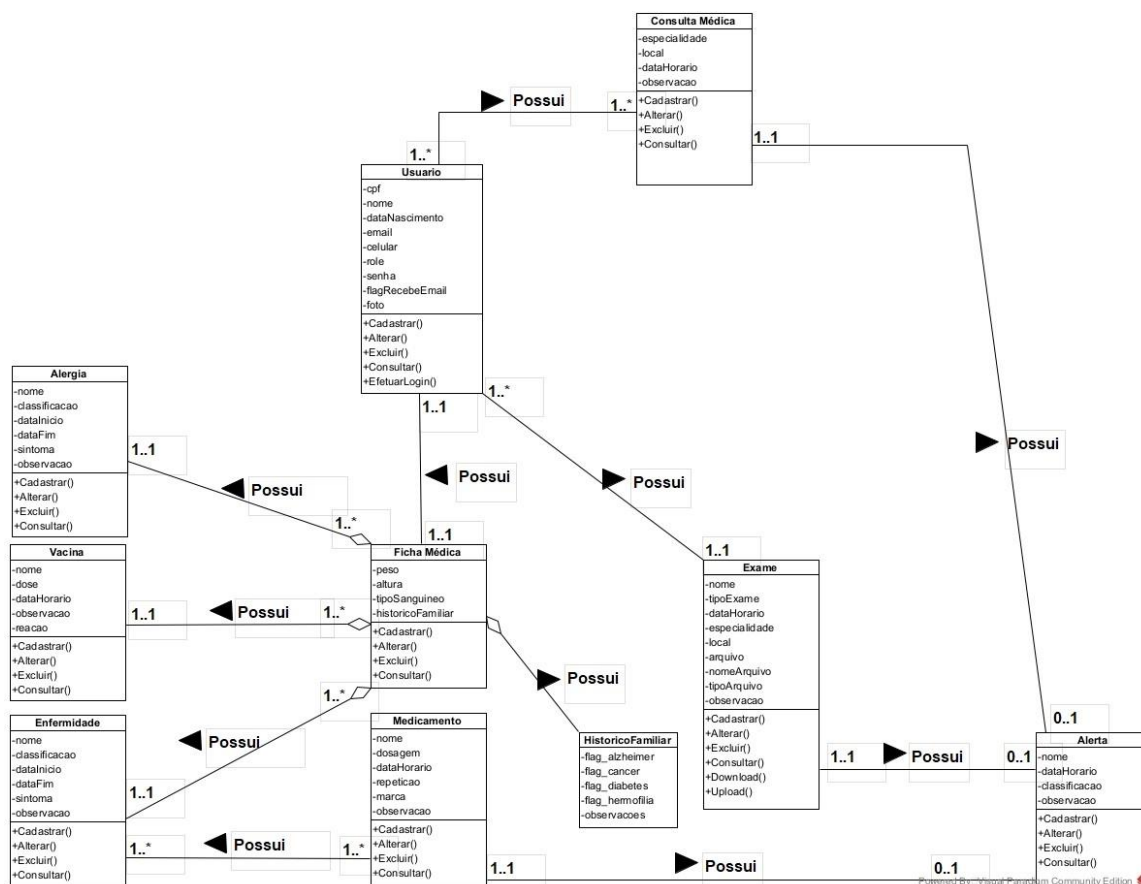 Consulta Médica
-especialidade
-local
-dataHorario
-observacao
+Cadastrar()
+Alterar()
+Excluir()
+Consultar()
Possui
1..*
1..1
1..*
Usuario
-cpf
-nome
-dataNascimento
-email
-celular
-role
-senha
-flagRecebeEmail
-foto
+Cadastrar()
+Alterar()
+Excluir()
+Consultar()
+EfetuarLogin()
1..1
1..*
Possui
Possui
Possui
1..1
Alergia
-nome
-classificacao
-dataInicio
-dataFim
-sintoma
-observacao
+Cadastrar()
+Alterar()
+Excluir()
+Consultar()
1..1
Possui
1..*
Vacina
-nome
-dose
-dataHorario
-observacao
-reacao
+Cadastrar()
+Alterar()
+Excluir()
+Consultar()
1..1
Possui
1..*
Ficha Médica
-peso
-altura
-tipoSanguineo
-historicoFamiliar
+Cadastrar()
+Alterar()
+Excluir()
+Consultar()
1..1
Exame
-nome
-tipoExame
-dataHorario
-especialidade
-local
-arquivo
-nomeArquivo
-tipoArquivo
-observacao
+Cadastrar()
+Alterar()
+Excluir()
+Consultar()
+Download()
+Upload()
Possui
1..*
Possui
1..1
Enfermidade
-nome
-classificacao
-dataInicio
-dataFim
-sintoma
-observacao
+Cadastrar()
+Alterar()
+Excluir()
+Consultar()
1..*
Possui
1..*
Medicamento
-nome
-dosagem
-dataHorario
-repeticao
-marca
-observacao
+Cadastrar()
+Alterar()
+Excluir()
+Consultar()
HistoricoFamiliar
-flag_alzheimer
-flag_cancer
-flag_diabetes
-flag_hermofilia
-observacoes
1..1
Possui
0..1
0..1
Alerta
-nome
-dataHorario
-classificacao
-observacao
+Cadastrar()
+Alterar()
+Excluir()
+Consultar()
1..1
Possui
0..1
Powered By: Visual Paradigm Community Edition